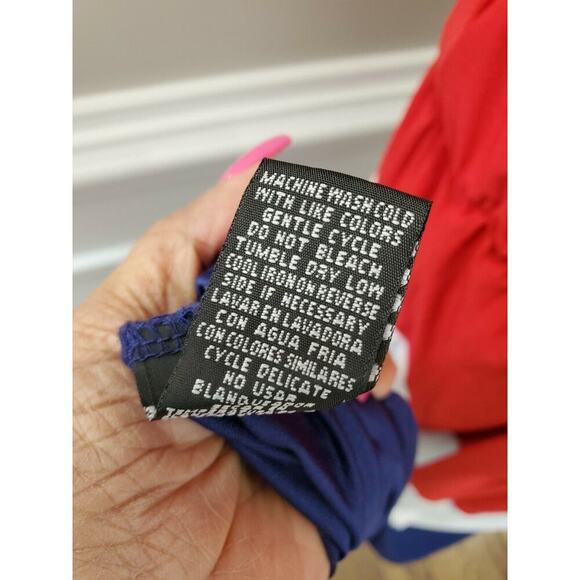 MACHINE WASH COLD
WITH LIKE COLORS
GENTLE CYCLE
DO NOT BLEACH
TUMBLE DRY LOW
COOL IRON ON REVERSE
SIDE IF NECESSARY
LAVAR EN LAVADORA
CON AGUA FRIA
CON COLORES SIMILARES
CYCLE DELICATE
NO USAR